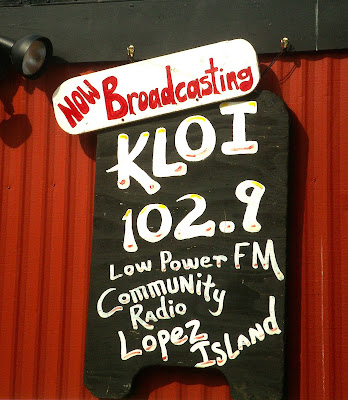 NOW Broadcasting
KLOI
102.9
LOW POWER FM
COMMUNITY
RADIO
LOPEZ
ISLAND